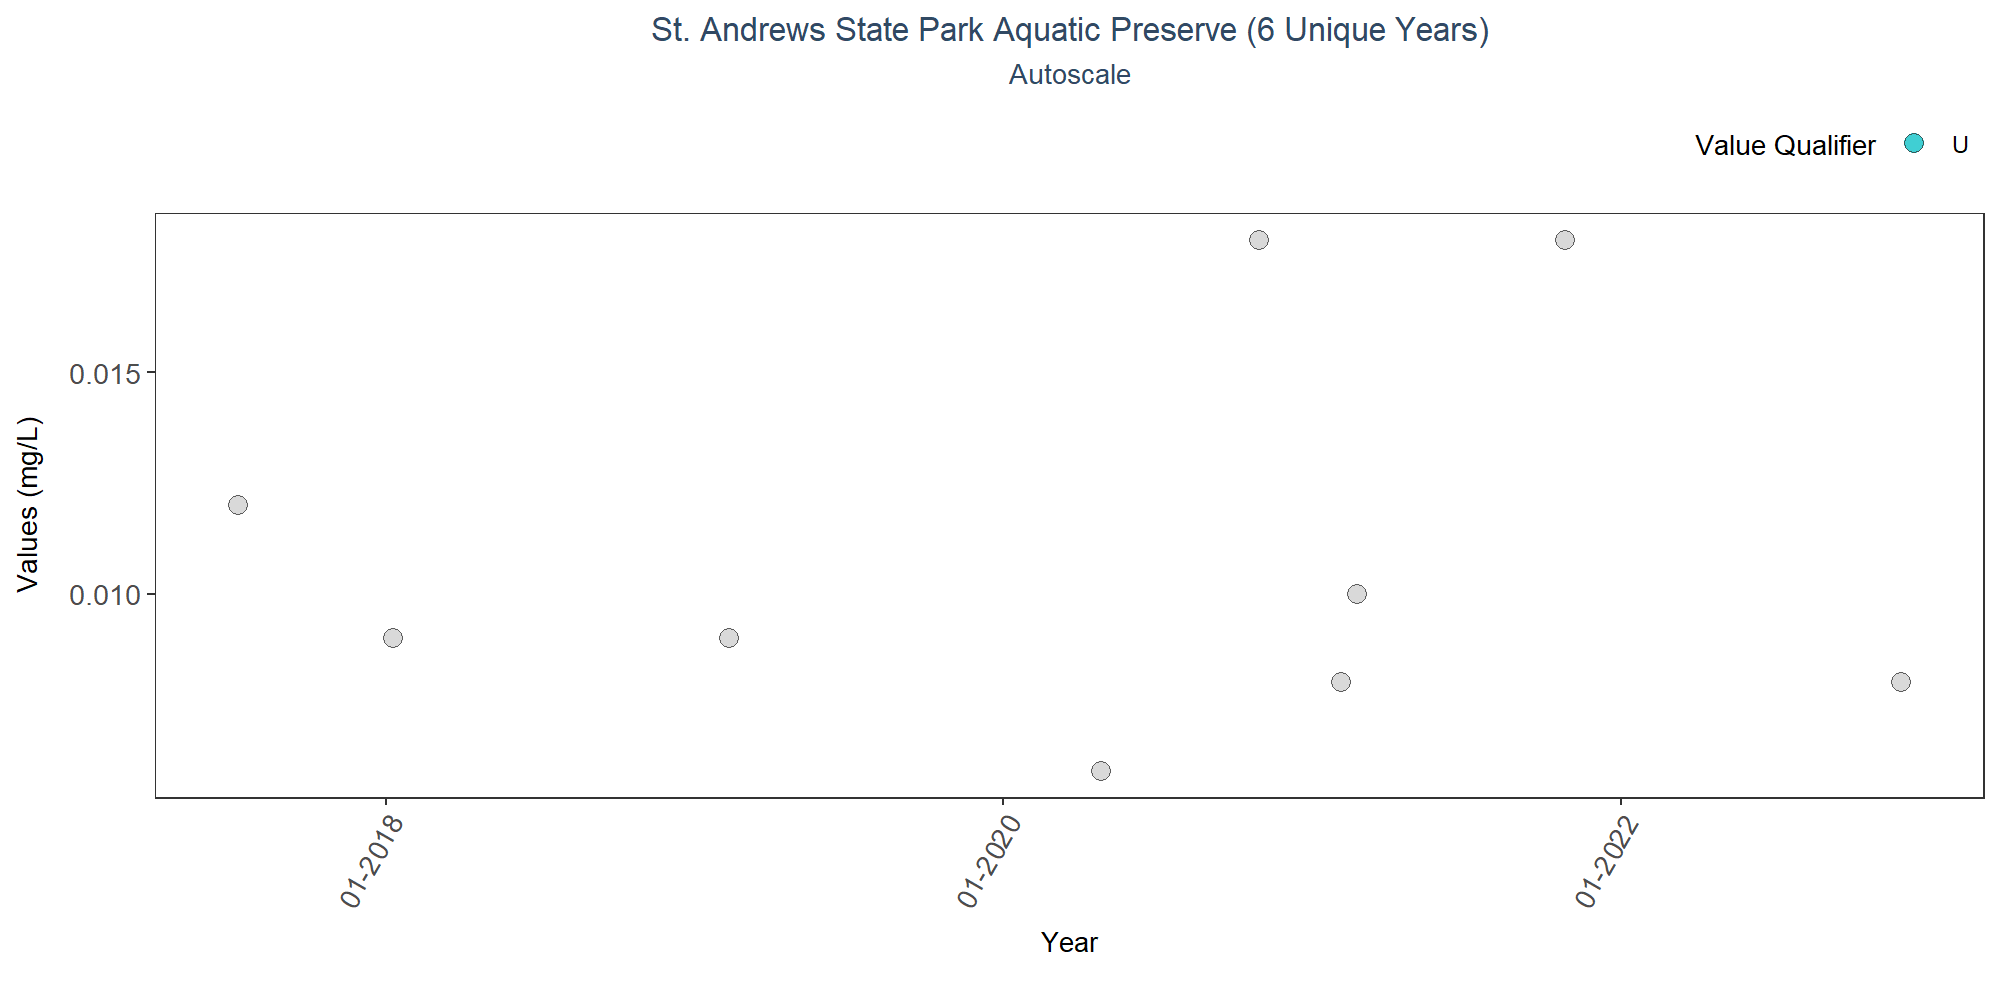 St. Andrews State Park Aquatic Preserve (6 Unique Years)
Autoscale
Value Qualifier U
0.015
0.010
Values (mg/L)
01-2018
01-2020
01-2022
Year